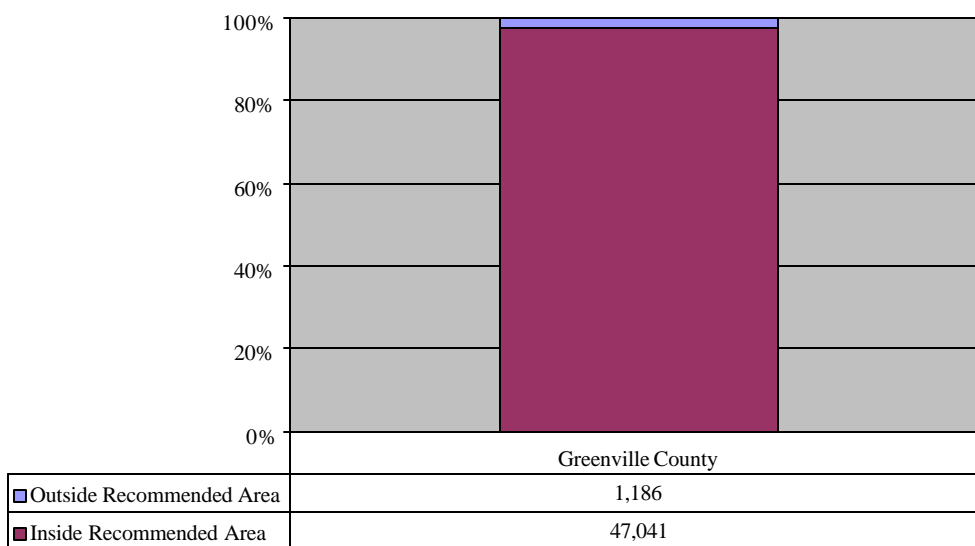 100%
80%
60%
40%
20%
0%
Greenville County
Outside Recommended Area 1,186
Inside Recommended Area 47,041